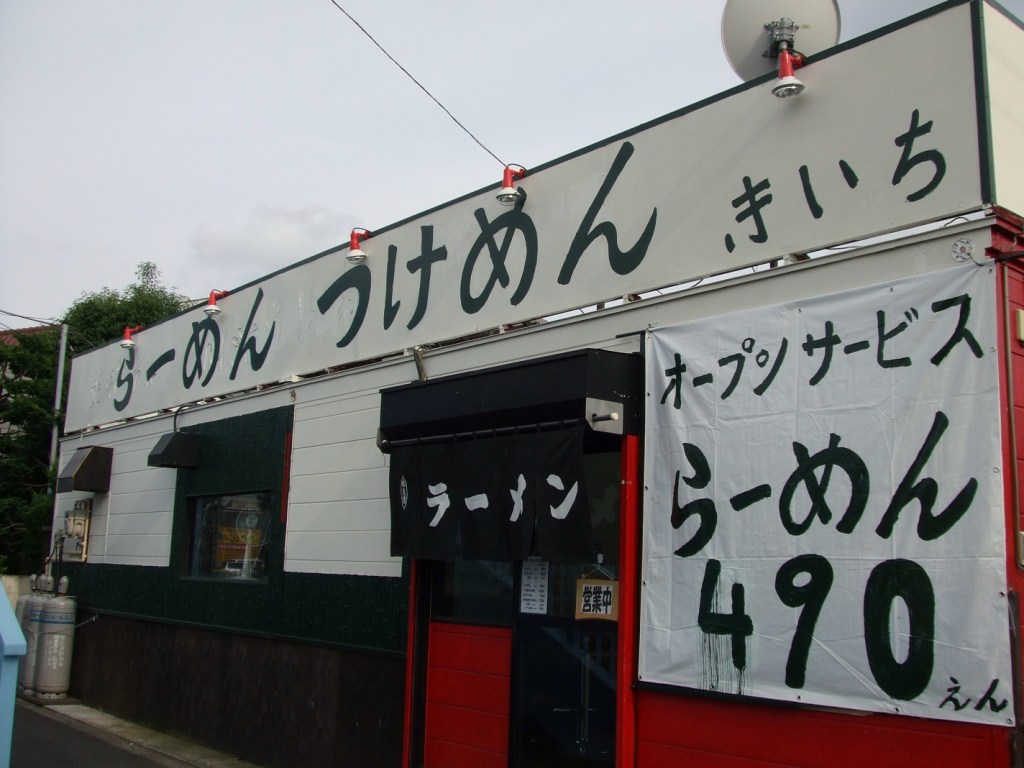 らーめん つけめん きいち
オープンサービス
らーめん
490
えん
ラーメン
営業中